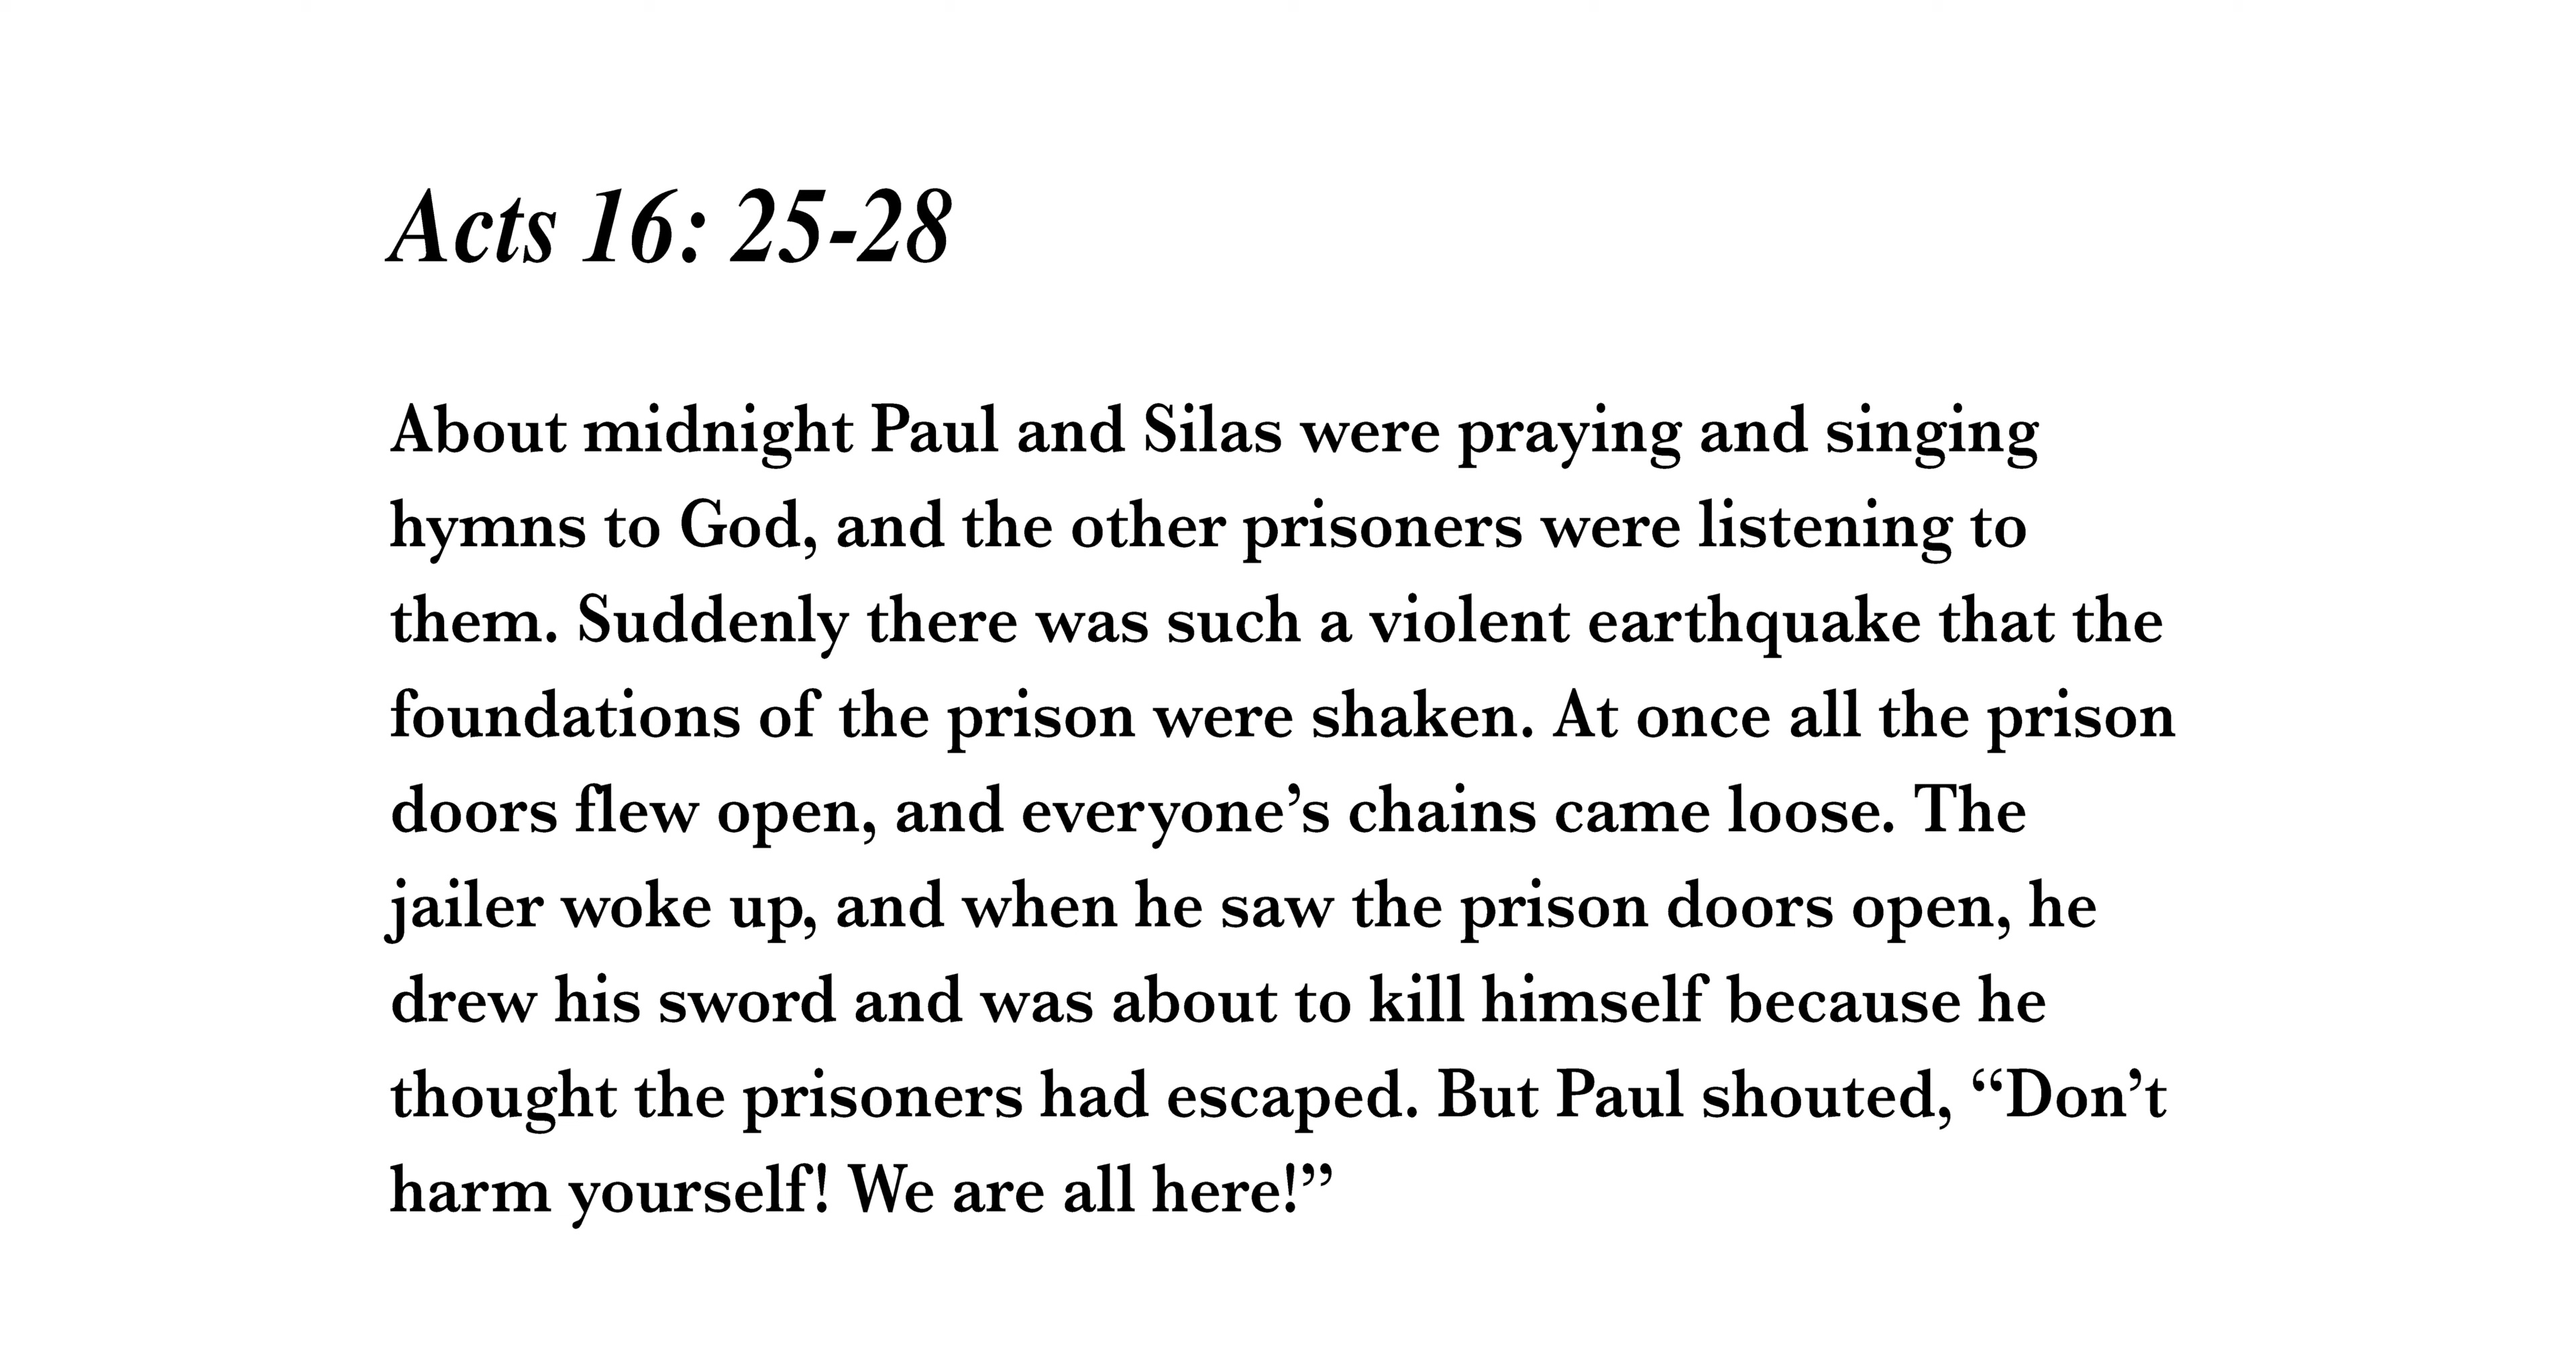 Acts 16: 25-28
About midnight Paul and Silas were praying and singing
hymns to God, and the other prisoners were listening to
them. Suddenly there was such a violent earthquake that the
foundations of the prison were shaken. At once all the prison
doors flew open, and everyone’s chains came loose. The
jailer woke up, and when he saw the prison doors open, he
drew his sword and was about to kill himself because he
thought the prisoners had escaped. But Paul shouted, “Don’t
harm yourself! We are all here!”